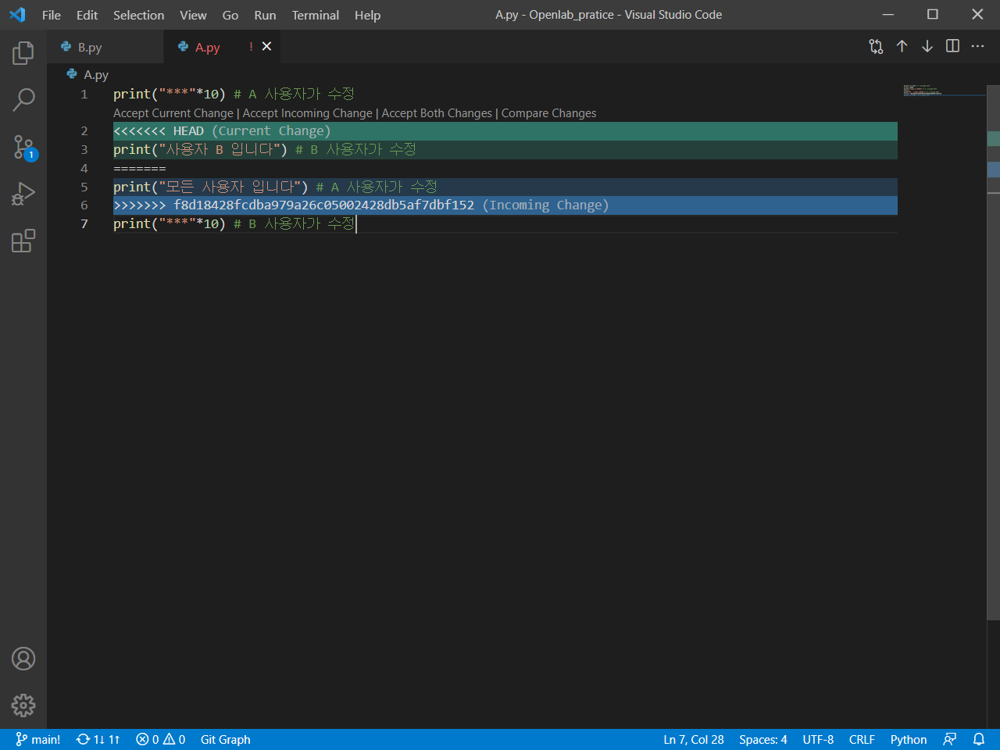 File Edit Selection View Go Run Terminal Help A.py - Openlab_pratice - Visual Studio Code
B.py A.py !
A.py
1 print("***"*10) # A 사용자가 수정
Accept Current Change | Accept Incoming Change | Accept Both Changes | Compare Changes
2 <<<<<<< HEAD (Current Change)
3 print("사용자 B 입니다") # B 사용자가 수정
4 =======
5 print("모든 사용자 입니다") # A 사용자가 수정
6 >>>>>>> f8d18428fcdba979a26c05002428db5af7dbf152 (Incoming Change)
7 print("***"*10) # B 사용자가 수정
1
main! 1↓ 1↑ 0 0 Git Graph Ln 7, Col 28 Spaces: 4 UTF-8 CRLF Python